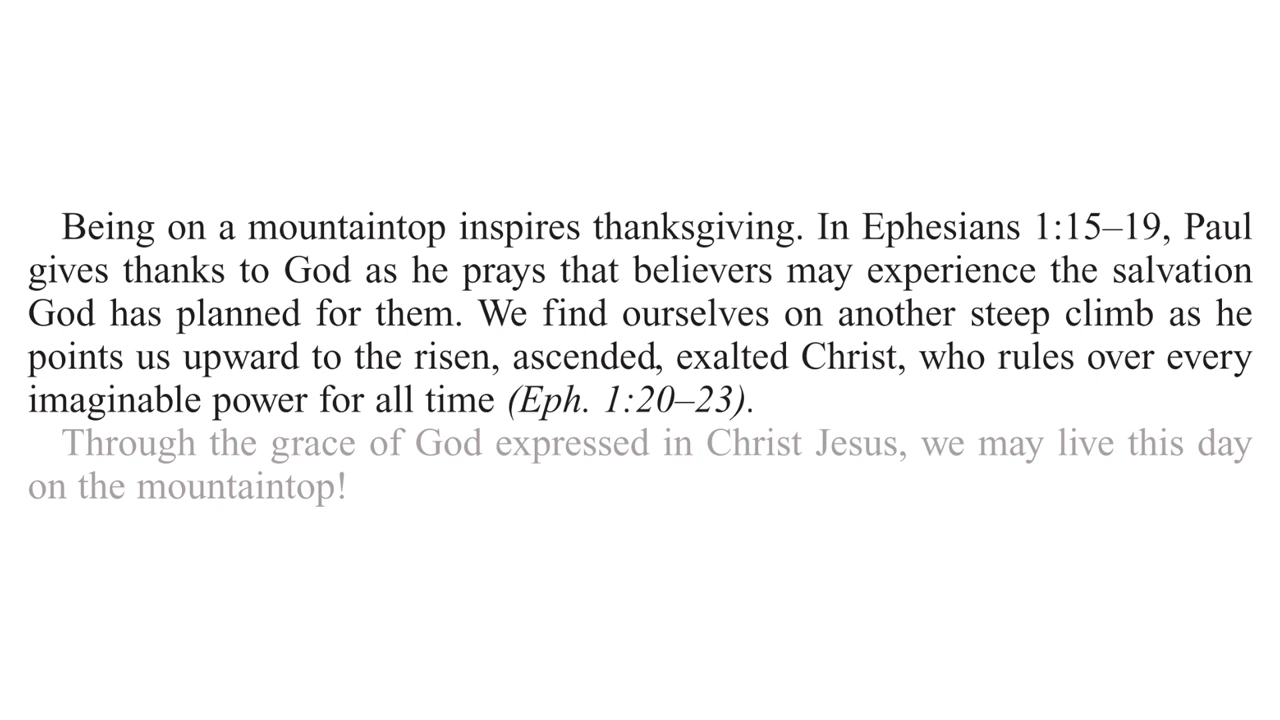 Being on a mountaintop inspires thanksgiving. In Ephesians 1:15–19, Paul
gives thanks to God as he prays that believers may experience the salvation
God has planned for them. We find ourselves on another steep climb as he
points us upward to the risen, ascended, exalted Christ, who rules over every
imaginable power for all time (Eph. 1:20–23).
Through the grace of God expressed in Christ Jesus, we may live this day
on the mountaintop!